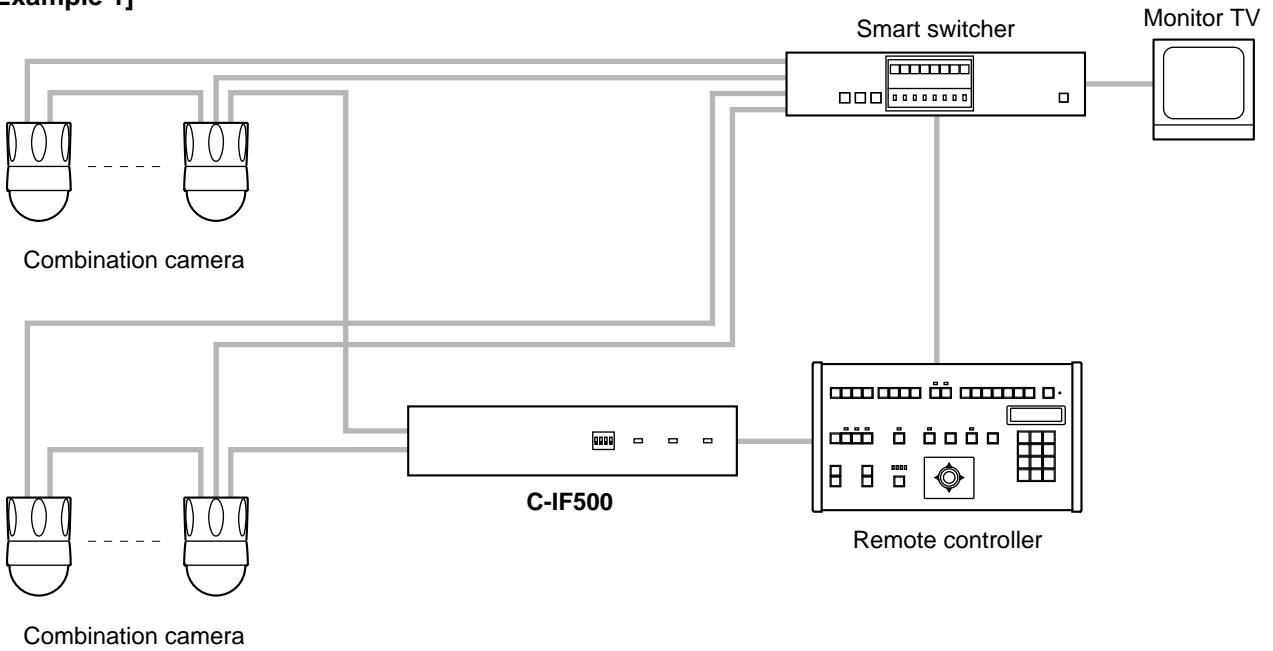 Example 1]
Smart switcher
Monitor TV
Combination camera
C-IF500
Remote controller
Combination camera